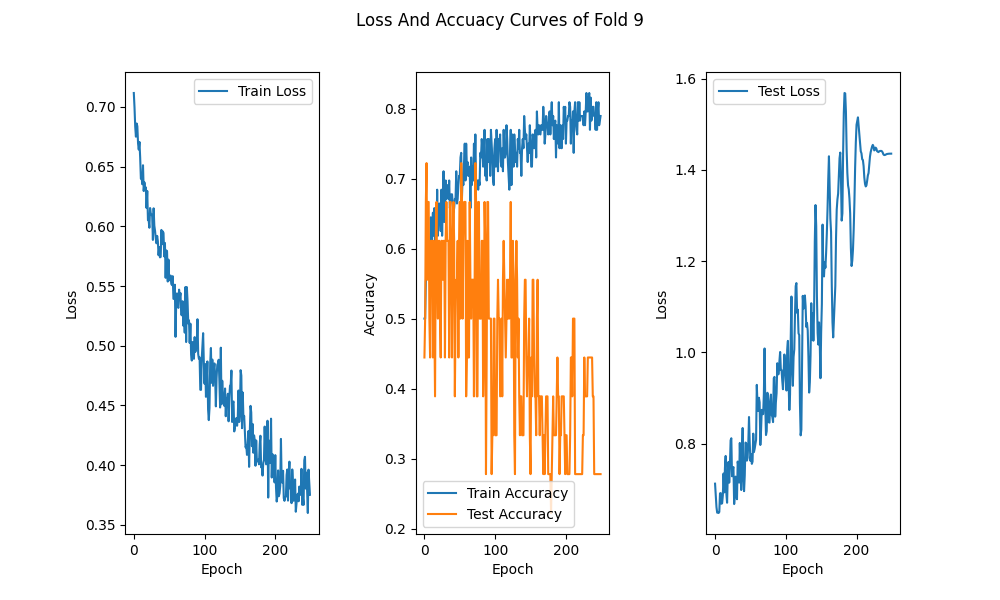 Loss And Accuacy Curves of Fold 9
Loss
0.70
0.65
0.60
0.55
0.50
0.45
0.40
0.35
Train Loss
0 100 200
Epoch
Accuracy
0.8
0.7
0.6
0.5
0.4
0.3
0.2
Train Accuracy
Test Accuracy
0 100 200
Epoch
Loss
1.6
1.4
1.2
1.0
0.8
Test Loss
0 100 200
Epoch